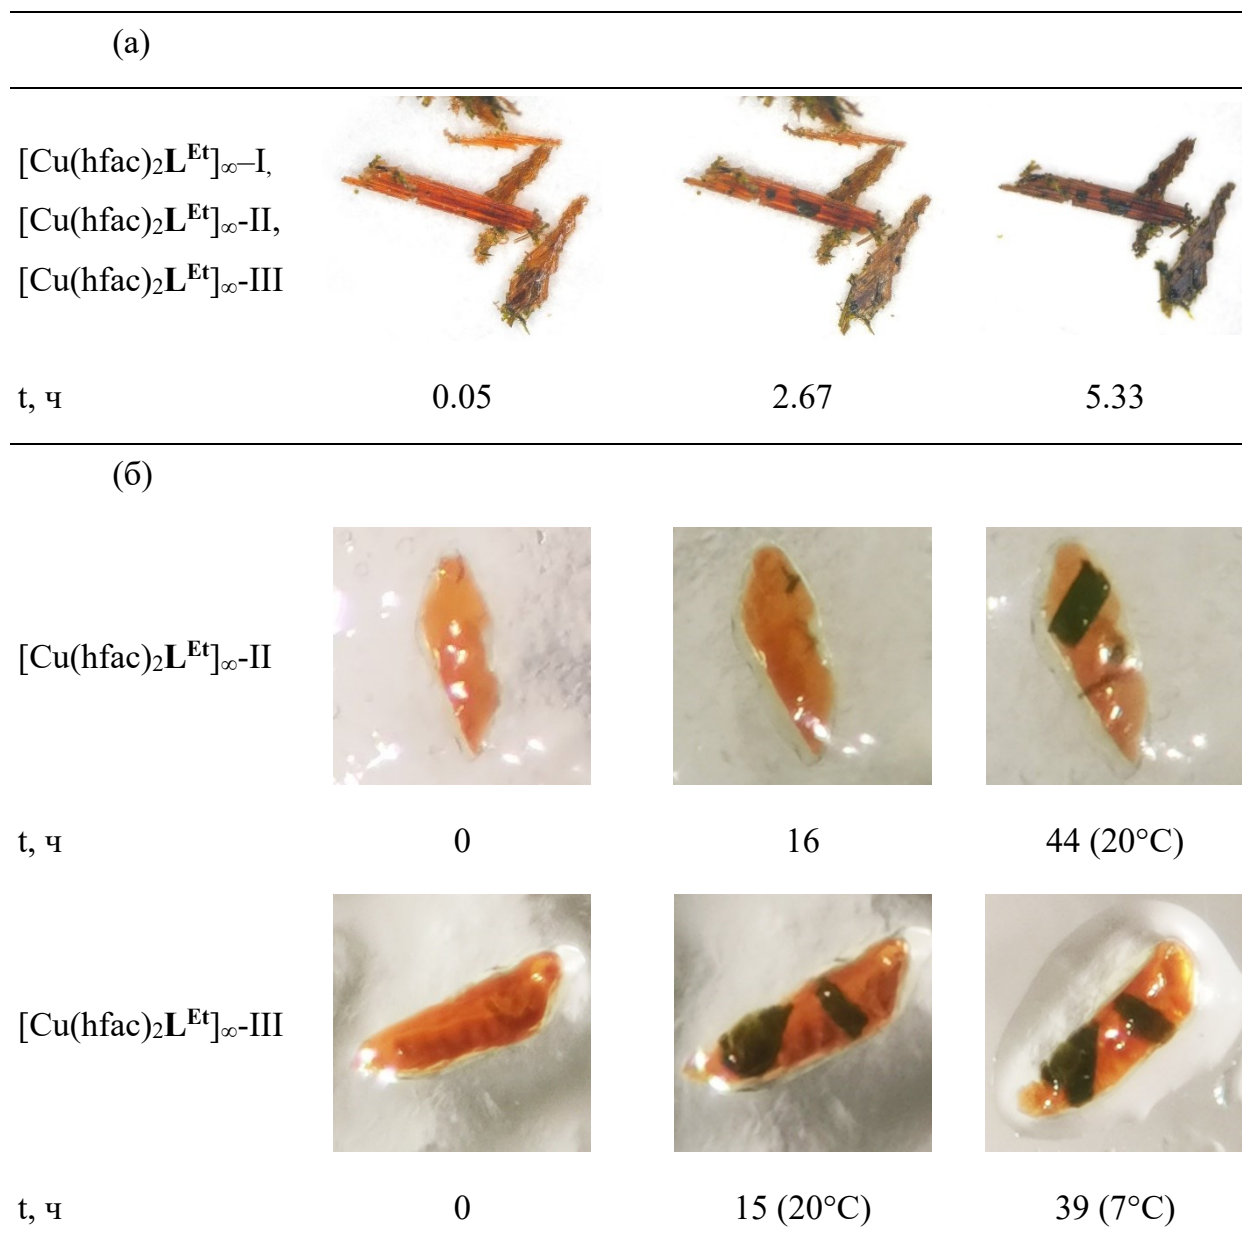 (а)
[Cu(hfac)₂Lᴱᵗ]∞–I,
[Cu(hfac)₂Lᴱᵗ]∞-II,
[Cu(hfac)₂Lᴱᵗ]∞-III
t, ч 0.05 2.67 5.33
(б)
[Cu(hfac)₂Lᴱᵗ]∞-II
t, ч 0 16 44 (20°C)
[Cu(hfac)₂Lᴱᵗ]∞-III
t, ч 0 15 (20°C) 39 (7°C)